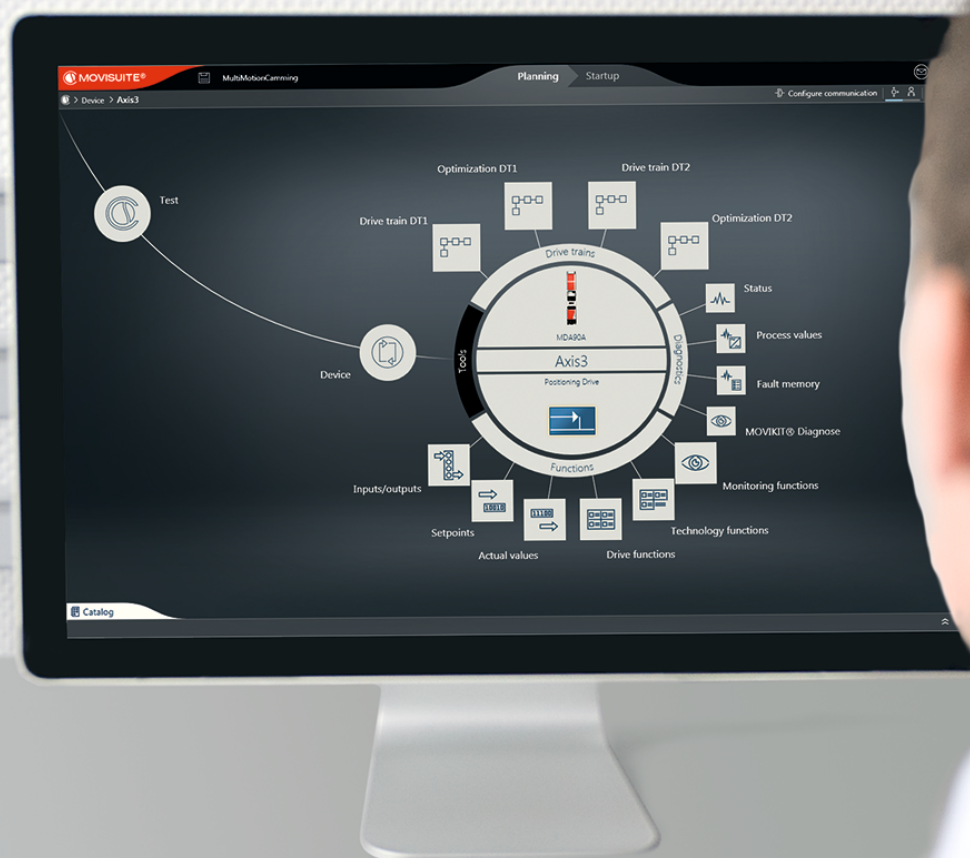 MOVISUITE®
MultiMotionCamming
Planning
Startup
> Device > Axis3
Configure communication
Test
Device
Optimization DT1
Drive train DT2
Drive train DT1
Optimization DT2
Drive trains
Status
Process values
Fault memory
MOVIKIT® Diagnose
Diagnostics
Tools
MDA90A
Axis3
Positioning Drive
Functions
Inputs/outputs
Setpoints
10010
Actual values
11100
Drive functions
Technology functions
Monitoring functions
Catalog